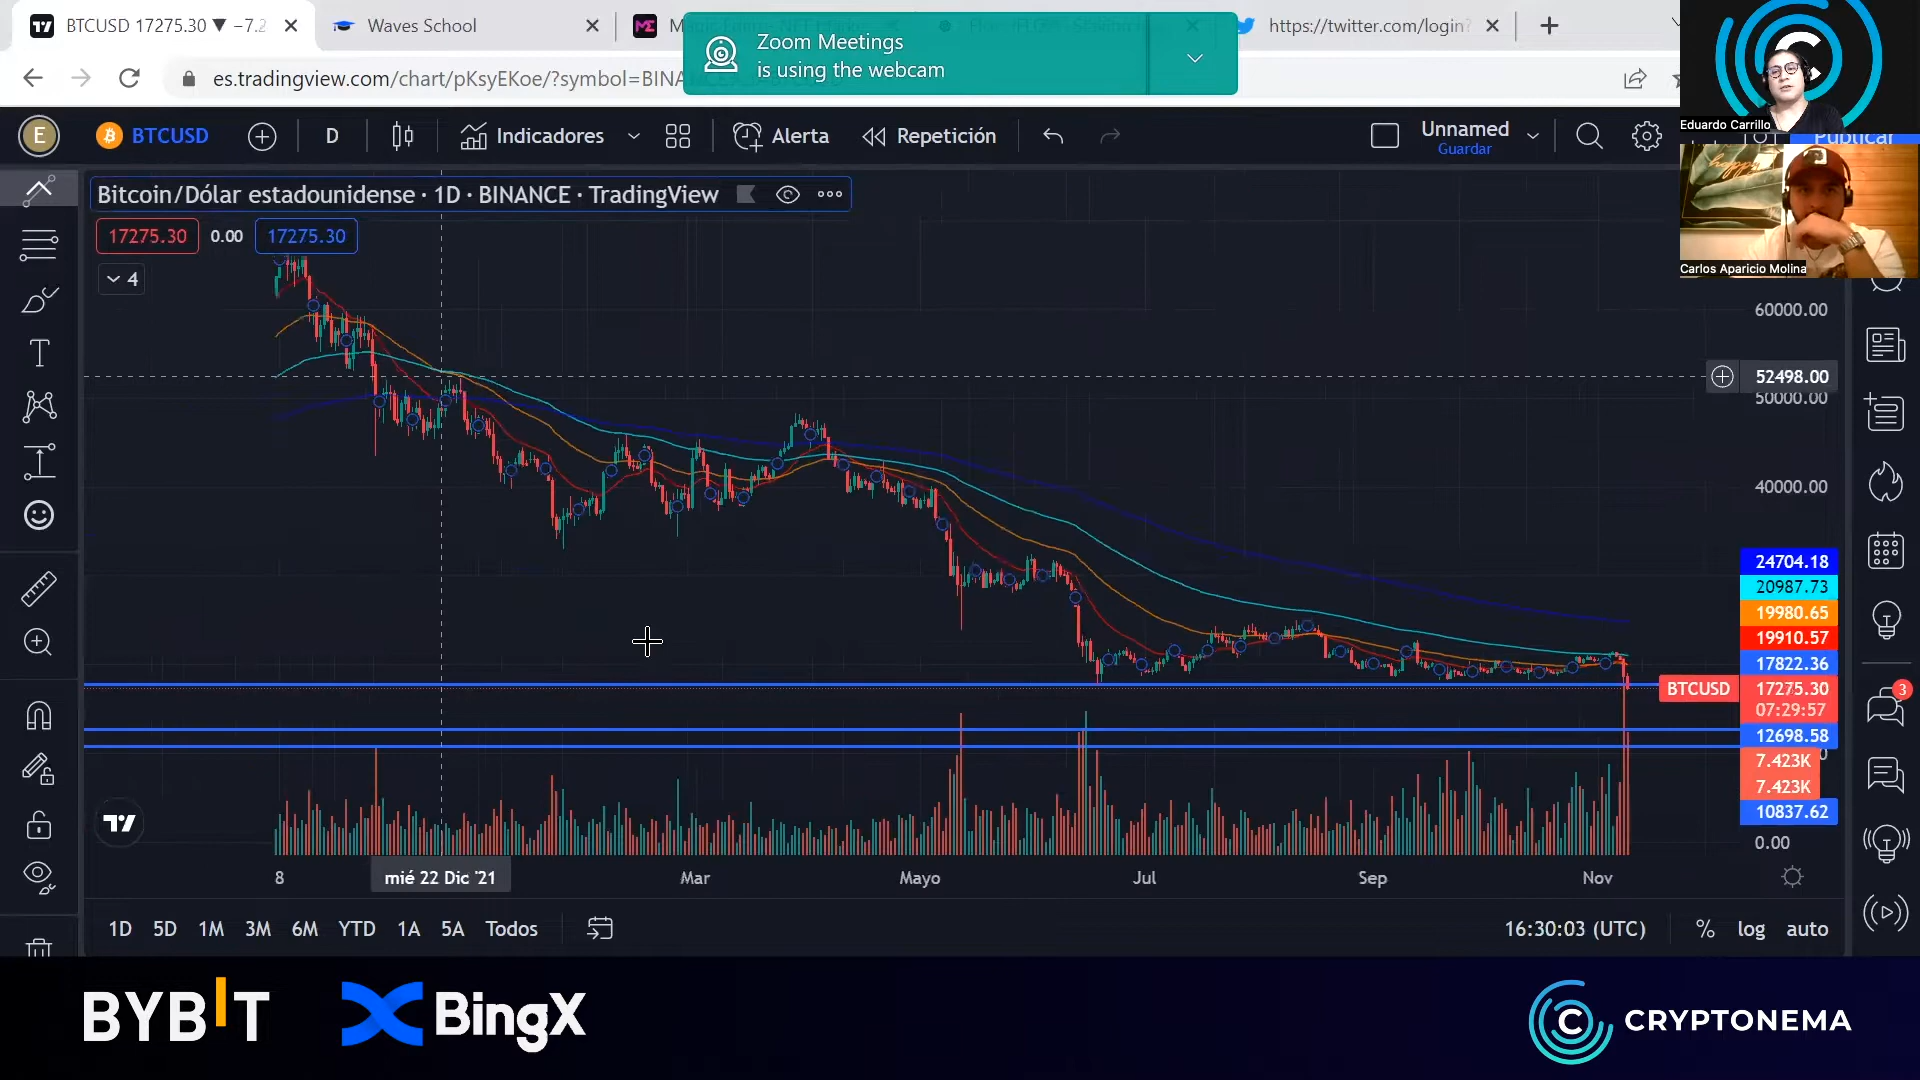 BTCUSD 17275.30 ▼ −7.2
Waves School
https://twitter.com/login?
Zoom Meetings
is using the webcam
es.tradingview.com/chart/pKsyEKoe/?symbol=BINA
E
BTCUSD
D
Indicadores
Alerta
Repetición
Unnamed
Guardar
Publicar
Eduardo Carrillo
Carlos Aparicio Molina
Bitcoin/Dólar estadounidense · 1D · BINANCE · TradingView
17275.30
0.00
17275.30
4
60000.00
52498.00
50000.00
40000.00
24704.18
20987.73
19980.65
19910.57
17822.36
BTCUSD
17275.30
07:29:57
12698.58
7.423K
7.423K
10837.62
0.00
3
8
mié 22 Dic '21
Mar
Mayo
Jul
Sep
Nov
1D
5D
1M
3M
6M
YTD
1A
5A
Todos
16:30:03 (UTC)
%
log
auto
BYBIT
BingX
CRYPTONEMA